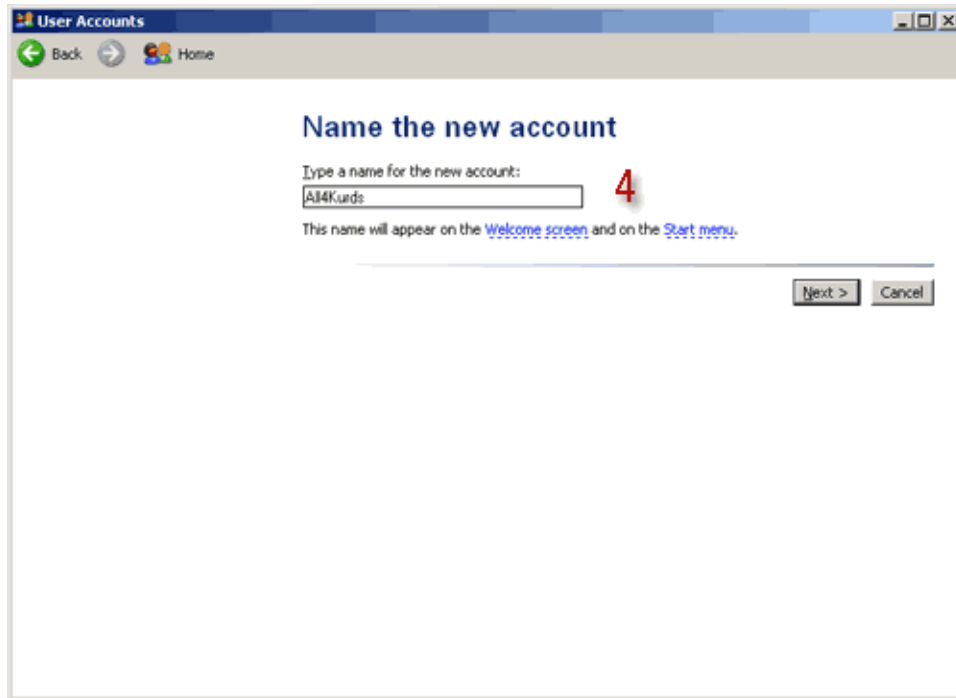 User Accounts
Back Home
Name the new account
Type a name for the new account:
All4Kurds
4
This name will appear on the Welcome screen and on the Start menu.
Next > Cancel